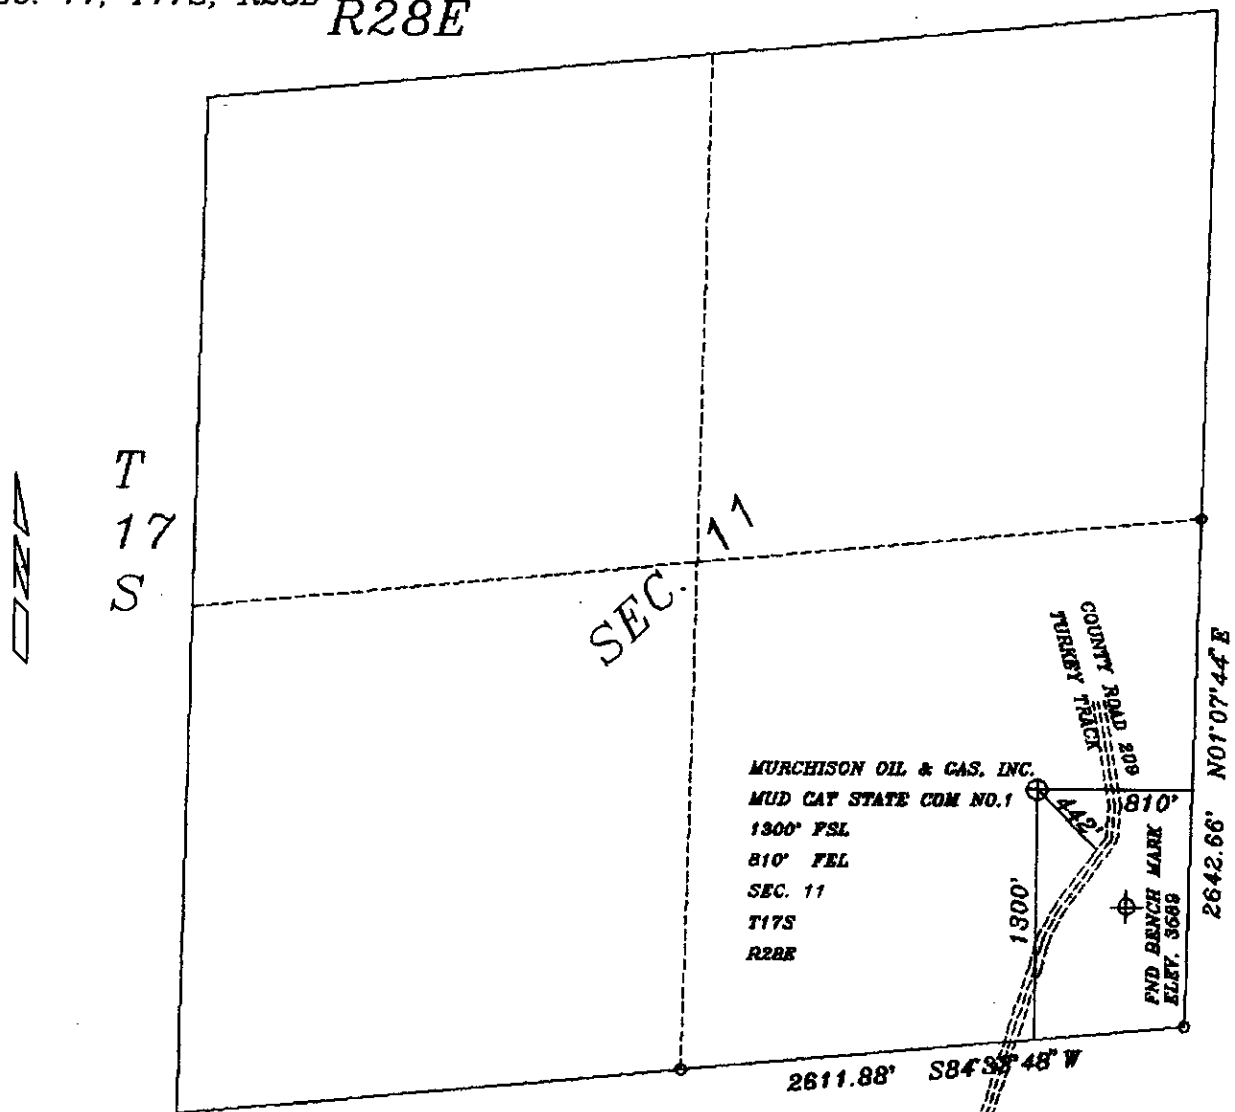 R28E
T
17
S
SEC. 11
COUNTY ROAD 209
TURKEY TRACK
MURCHISON OIL & GAS, INC.
MUD CAT STATE COM NO.1
1300' FSL
810' FEL
SEC. 11
T17S
R28E
442'
810'
1300'
FND BENCH MARK
ELEV. 3689
2642.66' N01°07'44" E
2611.88'